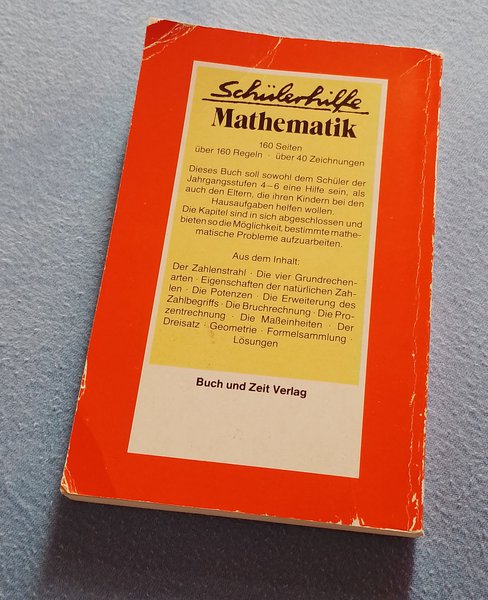 Schülerhilfe
Mathematik
160 Seiten
über 160 Regeln · über 40 Zeichnungen
Dieses Buch soll sowohl dem Schüler der
Jahrgangsstufen 4–6 eine Hilfe sein, als
auch den Eltern, die ihren Kindern bei den
Hausaufgaben helfen wollen.
Die Kapitel sind in sich abgeschlossen und
bieten so die Möglichkeit, bestimmte mathe-
matische Probleme aufzuarbeiten.
Aus dem Inhalt:
Der Zahlenstrahl · Die vier Grundrechen-
arten · Eigenschaften der natürlichen Zah-
len · Die Potenzen · Die Erweiterung des
Zahlbegriffs · Die Bruchrechnung · Die Pro-
zentrechnung · Die Maßeinheiten · Der
Dreisatz · Geometrie · Formelsammlung ·
Lösungen
Buch und Zeit Verlag